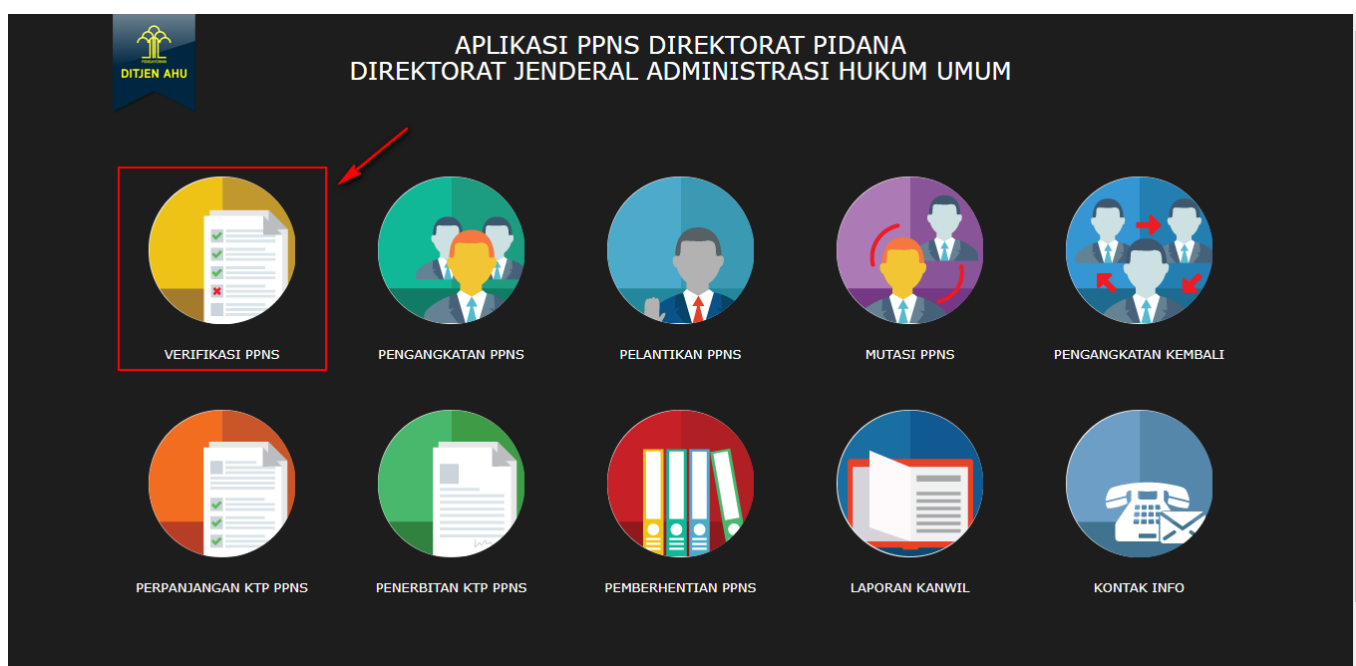 APLIKASI PPNS DIREKTORAT PIDANA
DIREKTORAT JENDERAL ADMINISTRASI HUKUM UMUM
DITJEN AHU
VERIFIKASI PPNS
PENGANGKATAN PPNS
PELANTIKAN PPNS
MUTASI PPNS
PENGANGKATAN KEMBALI
PERPANJANGAN KTP PPNS
PENERBITAN KTP PPNS
PEMBERHENTIAN PPNS
LAPORAN KANWIL
KONTAK INFO